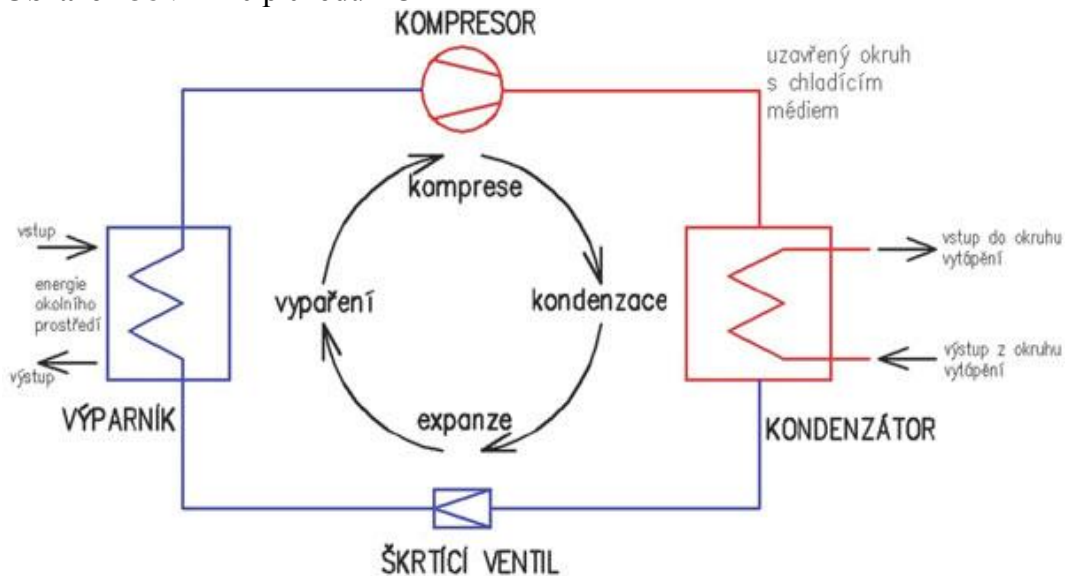 KOMPRESOR
uzavřený okruh
s chladícím
médiem
komprese
vstup
energie
okolního
prostředí
výstup
vypaření
kondenzace
vstup do okruhu
vytápění
výstup z okruhu
vytápění
VÝPARNÍK
expanze
KONDENZÁTOR
ŠKRTÍCÍ VENTIL